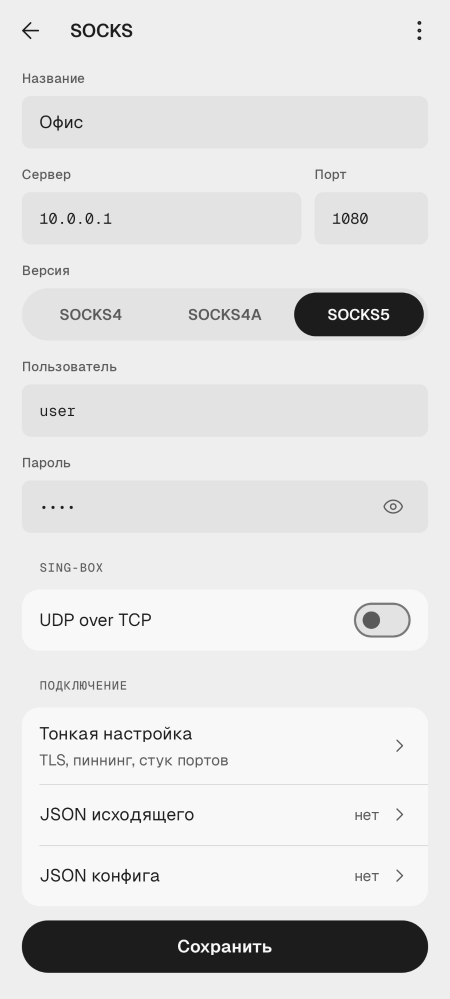 SOCKS
Название
Офис
Сервер
Порт
10.0.0.1
1080
Версия
SOCKS4
SOCKS4A
SOCKS5
Пользователь
user
Пароль
••••
SING-BOX
UDP over TCP
ПОДКЛЮЧЕНИЕ
Тонкая настройка
TLS, пиннинг, стук портов
JSON исходящего
нет
JSON конфига
нет
Сохранить